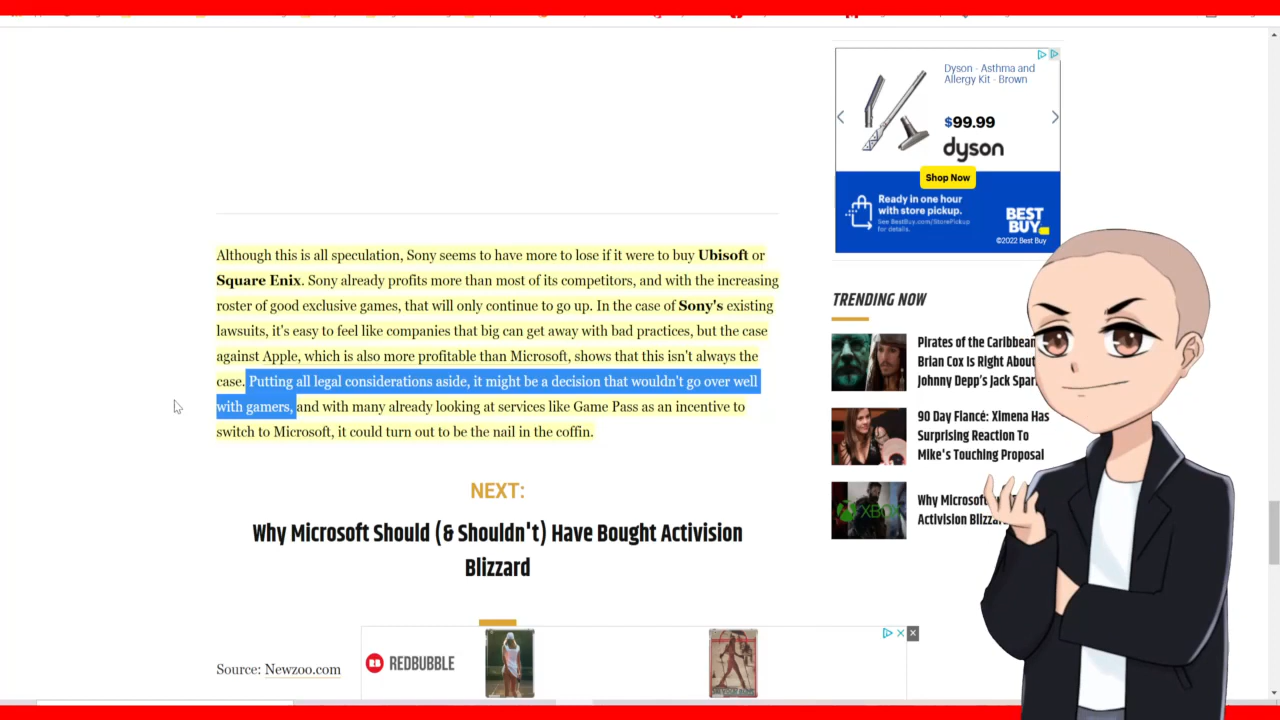 Although this is all speculation, Sony seems to have more to lose if it were to buy Ubisoft or
Square Enix. Sony already profits more than most of its competitors, and with the increasing
roster of good exclusive games, that will only continue to go up. In the case of Sony's existing
lawsuits, it's easy to feel like companies that big can get away with bad practices, but the case
against Apple, which is also more profitable than Microsoft, shows that this isn't always the
case. Putting all legal considerations aside, it might be a decision that wouldn't go over well
with gamers, and with many already looking at services like Game Pass as an incentive to
switch to Microsoft, it could turn out to be the nail in the coffin.
NEXT:
Why Microsoft Should (& Shouldn't) Have Bought Activision
Blizzard
Source: Newzoo.com
REDBUBBLE
Dyson - Asthma and
Allergy Kit - Brown
$99.99
dyson
Shop Now
Ready in one hour
with store pickup.
See BestBuy.com/StorePickup
for details.
BEST
BUY
©2022 Best Buy
TRENDING NOW
Pirates of the Caribbean
Brian Cox Is Right About
Johnny Depp's Jack Spar
90 Day Fiancé: Ximena Has
Surprising Reaction To
Mike's Touching Proposal
XBOX
Why Microsoft
Activision Blizza